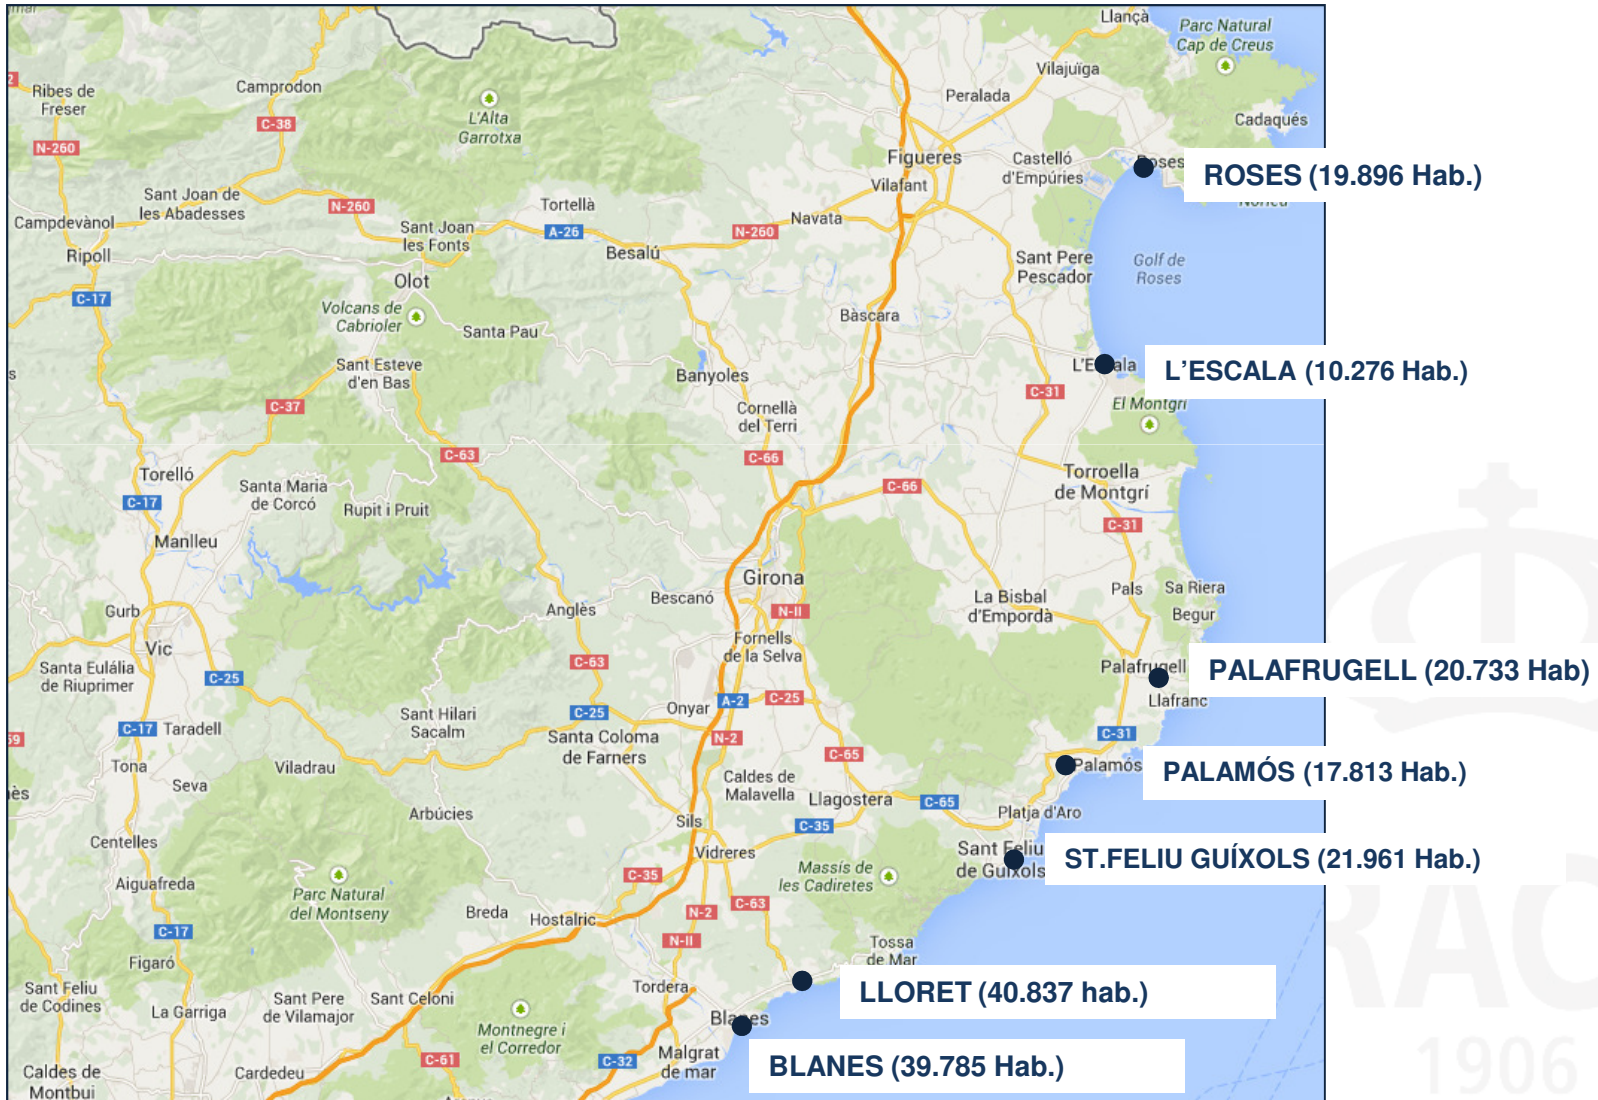 Llançà
Parc Natural
Cap de Creus
Vilajuïga
Ribes de
Freser
Camprodon
Peralada
L'Alta
Garrotxa
Cadaqués
C-38
N-260
Figueres
Castelló
d'Empúries
Roses
ROSES (19.896 Hab.)
Vilafant
Sant Joan de
les Abadesses
N-260
Tortellà
Navata
Campdevànol
Sant Joan
les Fonts
A-26
N-260
Ripoll
Besalú
Sant Pere
Pescador
Golf de
Roses
Olot
C-17
Volcans de
Cabrioler
Santa Pau
Bàscara
Sant Esteve
d'en Bas
L'Escala
L'ESCALA (10.276 Hab.)
Banyoles
C-31
C-37
Cornellà
del Terri
El Montgrí
C-63
C-66
Torelló
Torroella
de Montgrí
Santa Maria
de Corcó
C-66
C-17
Rupit i Pruit
C-31
Manlleu
Girona
Bescanó
La Bisbal
d'Empordà
Pals
Sa Riera
Begur
Gurb
Anglès
N-II
Vic
Fornells
de la Selva
Santa Eulàlia
de Riuprimer
C-63
Palafrugell
PALAFRUGELL (20.733 Hab)
C-25
A-2
C-25
Llafranc
Onyar
C-17
Taradell
Sant Hilari
Sacalm
C-25
Santa Coloma
de Farners
N-2
C-31
59
Tona
Viladrau
C-65
Palamós
PALAMÓS (17.813 Hab.)
Seva
Caldes de
Malavella
Llagostera
C-65
Platja d'Aro
Arbúcies
Sils
C-35
Centelles
Vidreres
Sant Feliu
de Guíxols
ST.FELIU GUÍXOLS (21.961 Hab.)
Massís de
les Cadiretes
Aiguafreda
Parc Natural
del Montseny
C-35
Breda
Hostalric
N-2
C-63
C-17
N-II
Tossa
de Mar
Figaró
Sant Feliu
de Codines
Sant Pere
de Vilamajor
Sant Celoni
Tordera
LLORET (40.837 hab.)
La Garriga
Blanes
Montnegre i
el Corredor
Malgrat
de mar
BLANES (39.785 Hab.)
C-61
C-32
Caldes de
Montbui
Cardedeu
RAC
1906